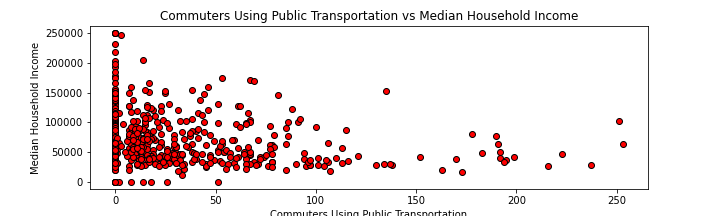 Commuters Using Public Transportation vs Median Household Income
Median Household Income
250000
200000
150000
100000
50000
0
0 50 100 150 200 250
Commuters Using Public Transportation